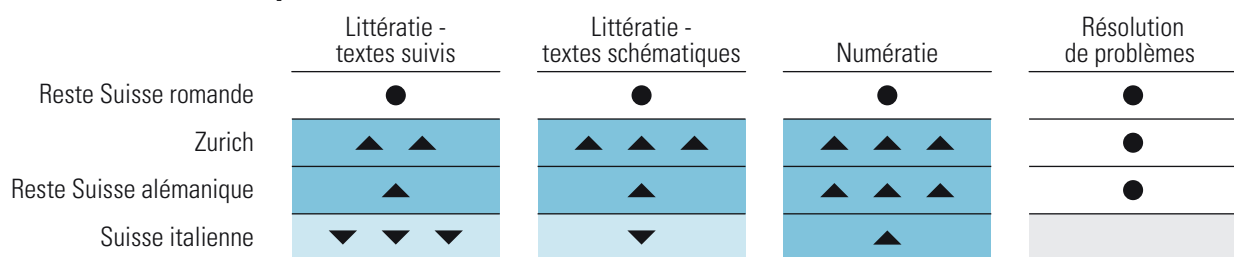 Littératie -
textes suivis
Littératie -
textes schématiques
Numératie
Résolution
de problèmes
Reste Suisse romande
Zurich
Reste Suisse alémanique
Suisse italienne